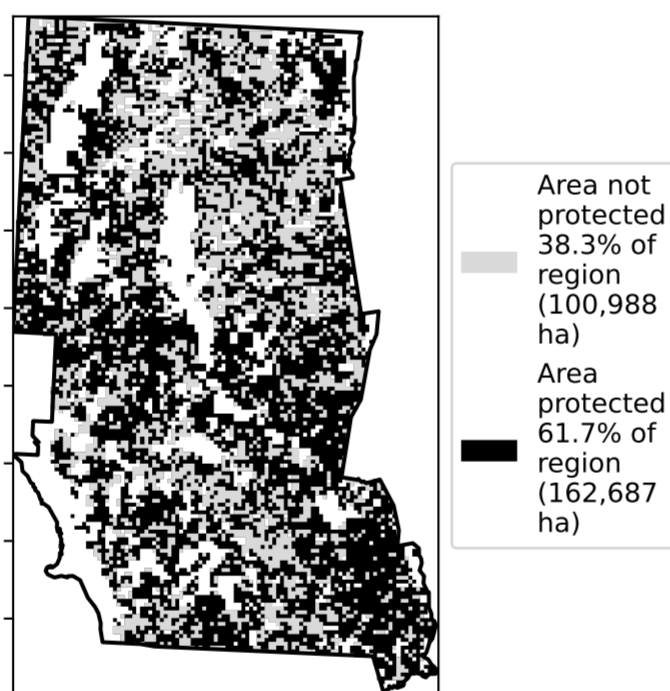 Area not
protected
38.3% of
region
(100,988
ha)
Area
protected
61.7% of
region
(162,687
ha)